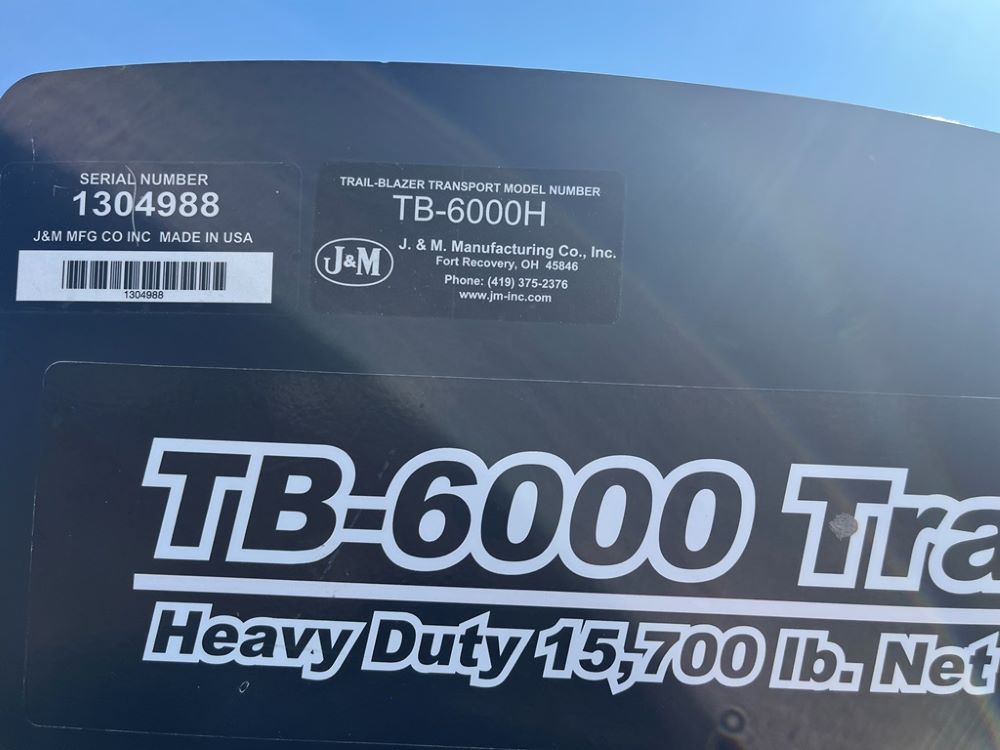 SERIAL NUMBER
1304988
J&M MFG CO INC MADE IN USA
1304988
TRAIL-BLAZER TRANSPORT MODEL NUMBER
TB-6000H
J&M
J. & M. Manufacturing Co., Inc.
Fort Recovery, OH 45846
Phone: (419) 375-2376
www.jm-inc.com
TB-6000 Tra
Heavy Duty 15,700 lb. Net